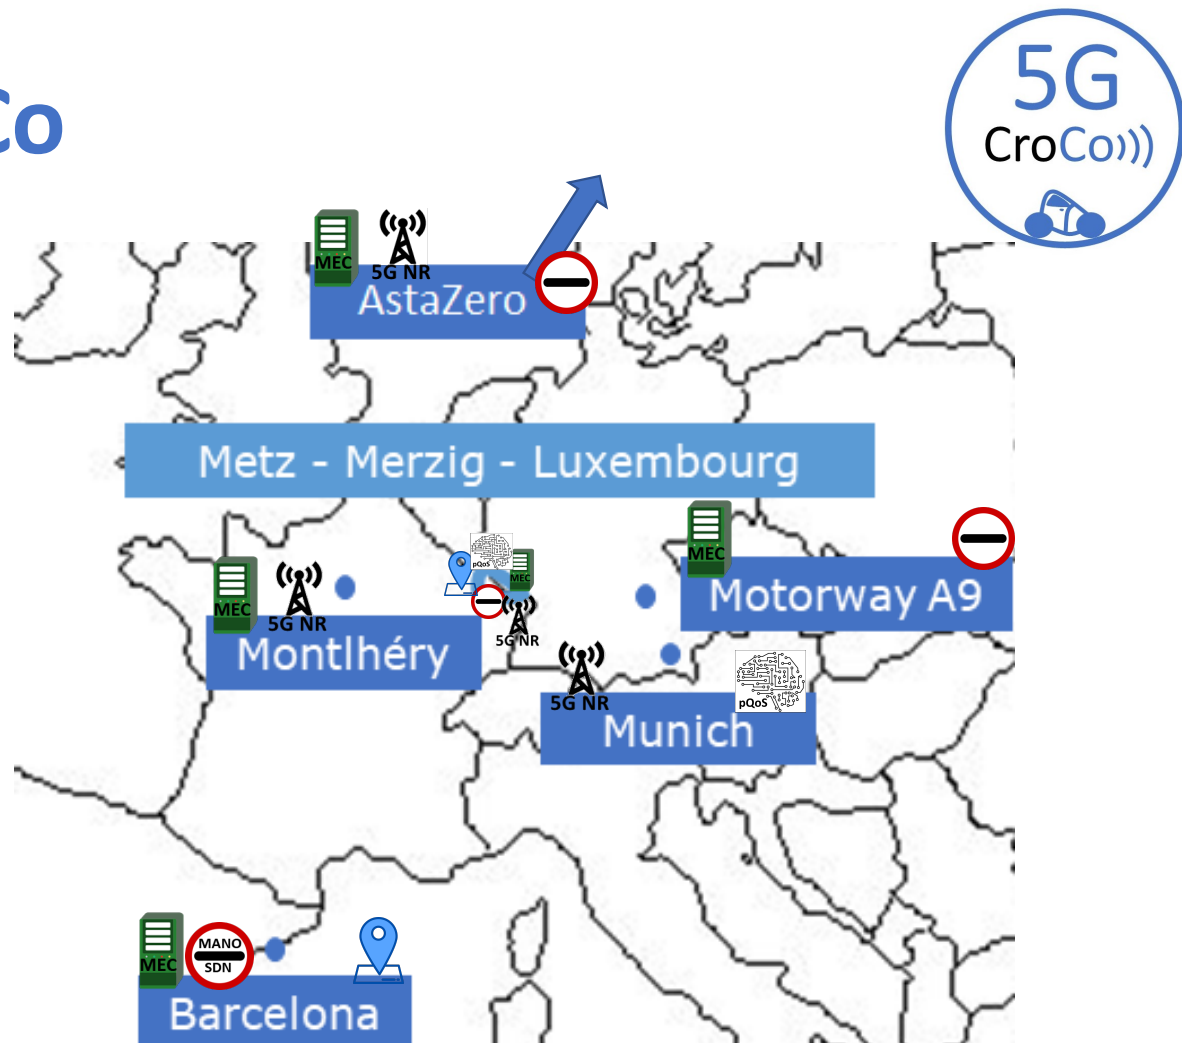 Co
5G
CroCo
MEC
5G NR
AstaZero
Metz - Merzig - Luxembourg
MEC
pQoS
MEC
MEC
5G NR
5G NR
Motorway A9
Montlhéry
5G NR
pQoS
Munich
MEC
MANO
SDN
Barcelona